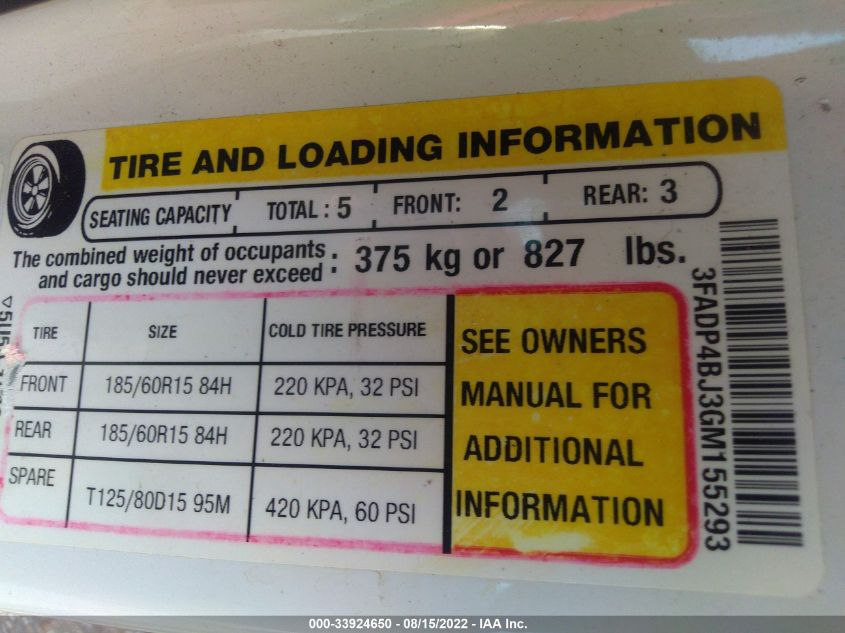 TIRE AND LOADING INFORMATION
SEATING CAPACITY TOTAL : 5 FRONT: 2 REAR: 3
The combined weight of occupants
and cargo should never exceed : 375 kg or 827 lbs.
TIRE SIZE COLD TIRE PRESSURE
FRONT 185/60R15 84H 220 KPA, 32 PSI
REAR 185/60R15 84H 220 KPA, 32 PSI
SPARE T125/80D15 95M 420 KPA, 60 PSI
SEE OWNERS
MANUAL FOR
ADDITIONAL
INFORMATION
3FADP4BJ3GM155293
000-33924650 - 08/15/2022 - IAA Inc.